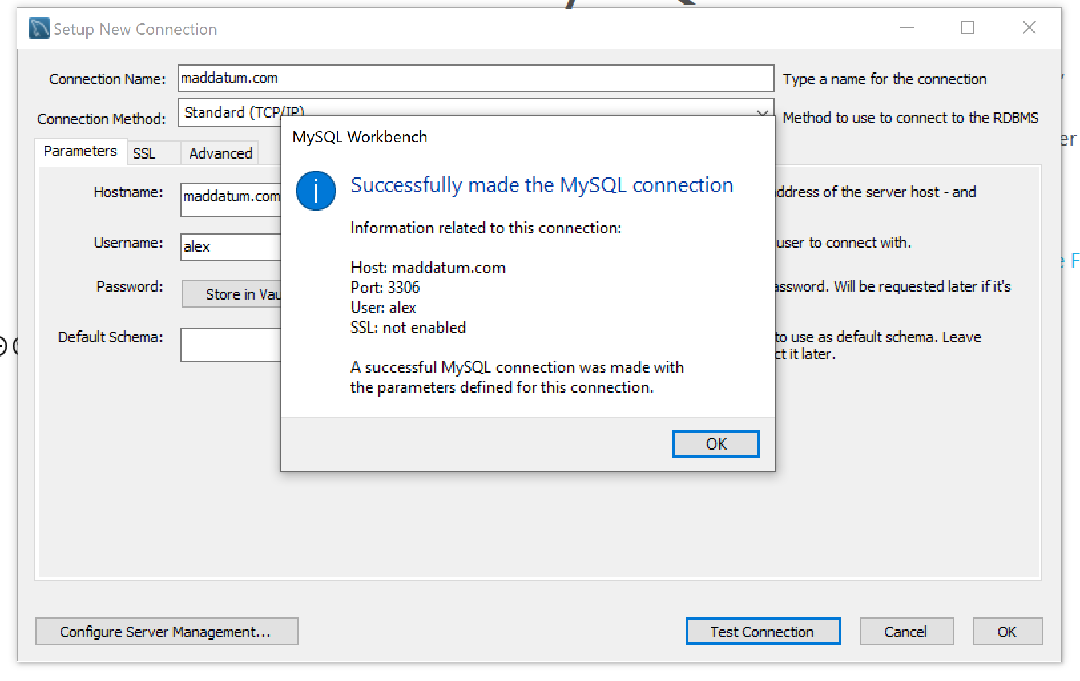 Setup New Connection
Connection Name: maddatum.com Type a name for the connection
Connection Method: Standard (TCP/IP) Method to use to connect to the RDBMS
Parameters SSL Advanced
Hostname: maddatum.com address of the server host - and
Username: alex user to connect with.
Password: Store in Password. Will be requested later if it's
Default Schema: to use as default schema. Leave
it later.
MySQL Workbench
Successfully made the MySQL connection
Information related to this connection:
Host: maddatum.com
Port: 3306
User: alex
SSL: not enabled
A successful MySQL connection was made with
the parameters defined for this connection.
OK
Configure Server Management... Test Connection Cancel OK